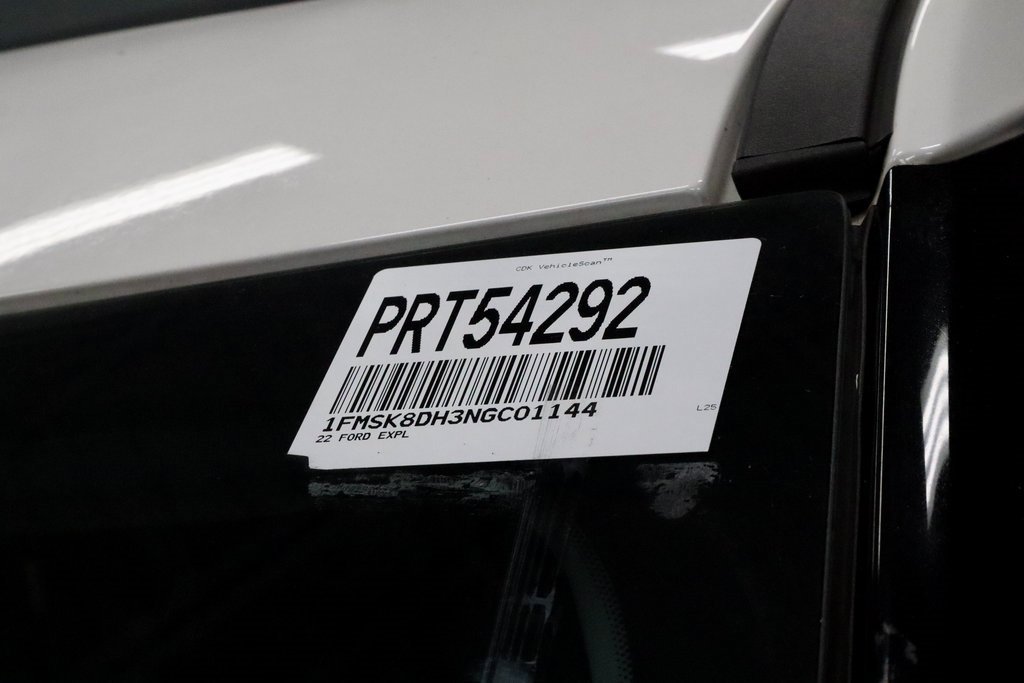 CDK VehicleScan™
PRT54292
1FMSK8DH3NGC01144
22 FORD EXPL
L25